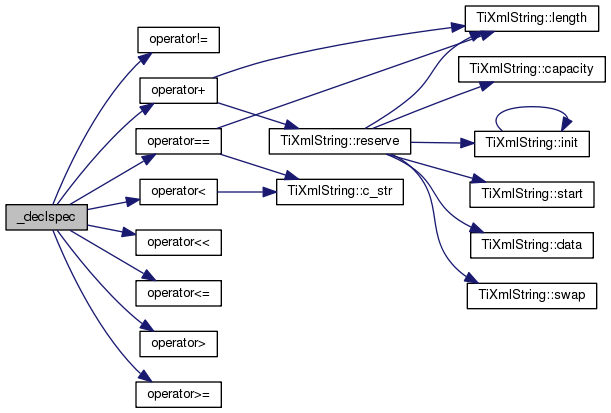 _declspec
operator!=
operator+
operator==
operator<
operator<<
operator<=
operator>
operator>=
TiXmlString::reserve
TiXmlString::c_str
TiXmlString::length
TiXmlString::capacity
TiXmlString::init
TiXmlString::start
TiXmlString::data
TiXmlString::swap